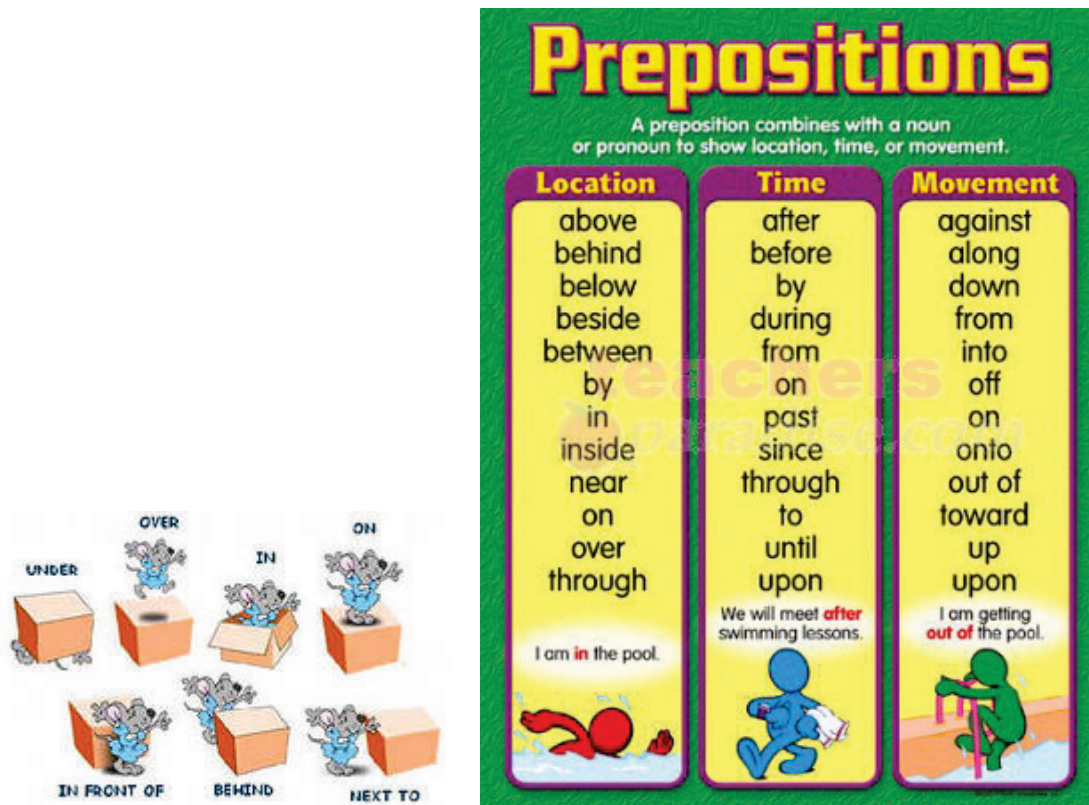 Prepositions
A preposition combines with a noun
or pronoun to show location, time, or movement.
Location
above
behind
below
beside
between
by
in
inside
near
on
over
through
I am in the pool.
Time
after
before
by
during
from
on
past
since
through
to
until
upon
We will meet after
swimming lessons.
Movement
against
along
down
from
into
off
on
onto
out of
toward
up
upon
I am getting
out of the pool.
teachers
paradise.com
UNDER
OVER
IN
ON
IN FRONT OF
BEHIND
NEXT TO